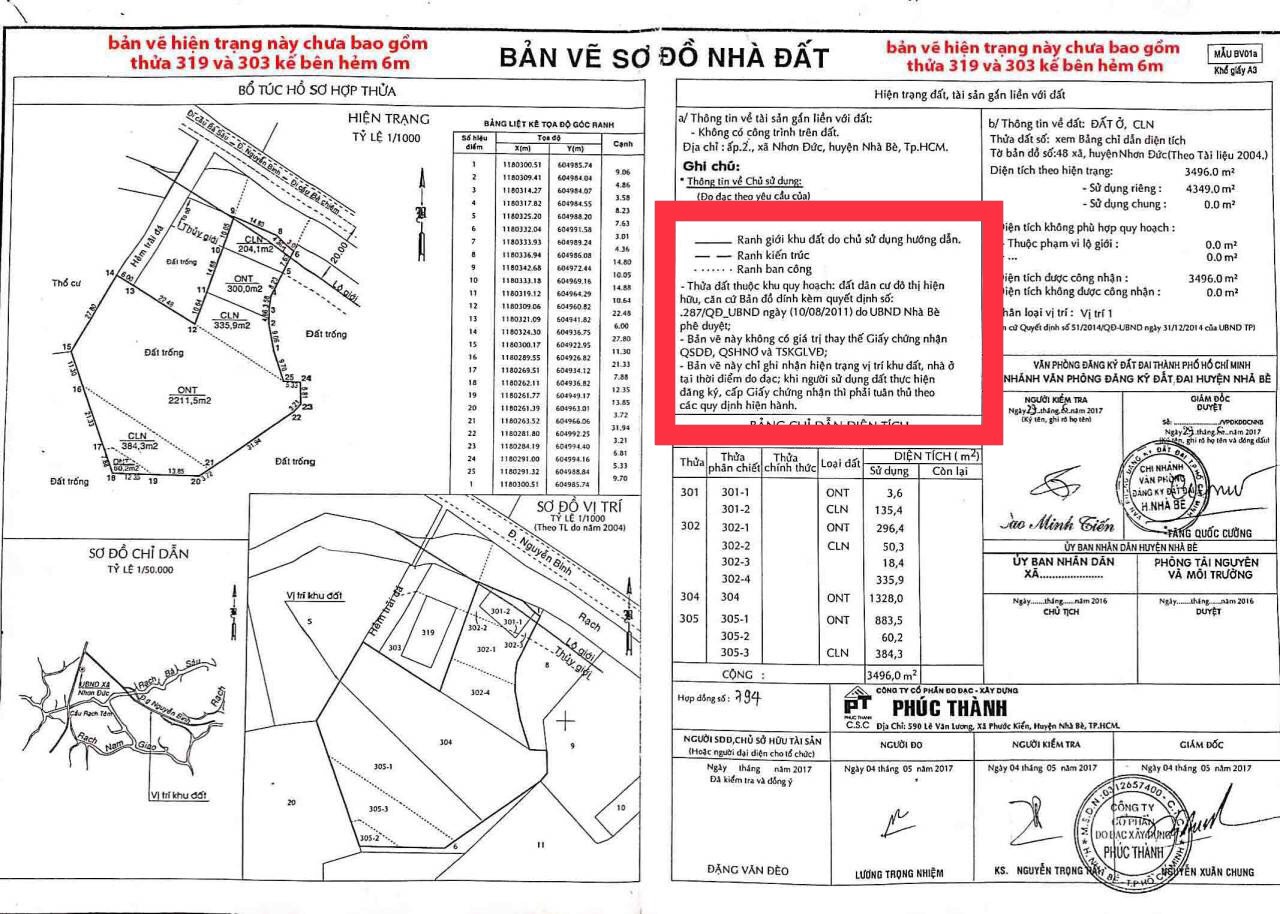 bản vẽ hiện trạng này chưa bao gồm
thửa 319 và 303 kế bên hẻm 6m
BẢN VẼ SƠ ĐỒ NHÀ ĐẤT
bản vẽ hiện trạng này chưa bao gồm
thửa 319 và 303 kế bên hẻm 6m
MẪU BV01a
Khổ giấy A3
BỔ TÚC HỒ SƠ HỢP THỬA
HIỆN TRẠNG
TỶ LỆ 1/1000
Đi cầu Bà Sáu - Đ. Nguyễn Bình - Đi cầu Bà Chiêm
Hẻm trải đá
Thủy giới
Lộ giới
20.00
Thổ cư
Đất trống
CLN
204,1m2
ONT
300,0m2
CLN
335,9m2
Đất trống
Đất trống
ONT
2211,5m2
CLN
384,3m2
ONT
60,2m2
Đất trống
Đất trống
BẢNG LIỆT KÊ TỌA ĐỘ GÓC RANH
Số hiệu điểm Tọa độ Cạnh
X(m) Y(m)
1 1180300.51 604985.74
9.06
2 1180309.41 604984.04
4.86
3 1180314.27 604984.07
3.58
4 1180317.82 604984.55
8.23
5 1180325.20 604988.20
7.63
6 1180332.04 604991.58
3.01
7 1180333.93 604989.24
4.36
8 1180336.94 604986.08
14.80
9 1180342.68 604972.44
10.05
10 1180333.18 604969.16
14.88
11 1180319.12 604964.29
10.64
12 1180309.06 604960.82
22.48
13 1180321.09 604941.82
6.00
14 1180324.30 604936.75
27.80
15 1180300.17 604922.95
11.30
16 1180289.55 604926.82
21.33
17 1180269.51 604934.12
7.88
18 1180262.11 604936.82
12.35
19 1180261.77 604949.17
13.85
20 1180261.39 604963.01
3.72
21 1180263.52 604966.06
31.94
22 1180281.80 604992.25
3.21
23 1180284.19 604994.40
6.81
24 1180291.00 604994.16
5.33
25 1180291.32 604988.84
9.70
1 1180300.51 604985.74
SƠ ĐỒ CHỈ DẪN
TỶ LỆ 1/50.000
UBND Xã
Nhơn Đức
Rạch Bà Sáu
Đg Nguyễn Bình
Cầu Rạch Tôm
Rạch Nam Giao
Rạch
Vị trí khu đất
SƠ ĐỒ VỊ TRÍ
TỶ LỆ 1/1000
(Theo TL đo năm 2004)
Đ. Nguyễn Bình
Rạch
Vị trí khu đất
Hẻm trải đá
Lộ giới
Thủy giới
5
319
303
301-2
301-1
302-2
302-1
302-3
302-4
8
304
9
305-1
20
305-3
305-2
6
10
11
Hiện trạng đất, tài sản gắn liền với đất
a/ Thông tin về tài sản gắn liền với đất:
- Không có công trình trên đất.
Địa chỉ : ấp.2., xã Nhơn Đức, huyện Nhà Bè, Tp.HCM.
Ghi chú:
* Thông tin về Chủ sử dụng:
(Đo đạc theo yêu cầu của)
Ranh giới khu đất do chủ sử dụng hướng dẫn.
Ranh kiến trúc
Ranh ban công
- Thửa đất thuộc khu quy hoạch: đất dân cư đô thị hiện
hữu, căn cứ Bản đồ đính kèm quyết định số:
.287/QĐ_UBND ngày (10/08/2011) do UBND Nhà Bè
phê duyệt;
- Bản vẽ này không có giá trị thay thế Giấy chứng nhận
QSDĐ, QSHNƠ và TSKGLVĐ;
- Bản vẽ này chỉ ghi nhận hiện trạng vị trí khu đất, nhà ở
tại thời điểm đo đạc; khi người sử dụng đất thực hiện
đăng ký, cấp Giấy chứng nhận thì phải tuân thủ theo
các quy định hiện hành.
BẢNG CHỈ DẪN DIỆN TÍCH
b/ Thông tin về đất: ĐẤT Ở, CLN
Thửa đất số: xem Bảng chỉ dẫn diện tích
Tờ bản đồ số:48 xã, huyệnNhơn Đức(Theo Tài liệu 2004.)
Diện tích theo hiện trạng: 3496.0 m²
- Sử dụng riêng : 4349.0 m²
- Sử dụng chung : 0.0 m²
Diện tích không phù hợp quy hoạch :
- Thuộc phạm vi lộ giới : 0.0 m²
- ... 0.0 m²
Diện tích được công nhận : 3496.0 m²
Diện tích không được công nhận : 0.0 m²
Phân loại vị trí : Vị trí 1
cứ Quyết định số 51/2014/QĐ-UBND ngày 31/12/2014 của UBND TP)
VĂN PHÒNG ĐĂNG KÝ ĐẤT ĐAI THÀNH PHỐ HỒ CHÍ MINH
NHÁNH VĂN PHÒNG ĐĂNG KÝ ĐẤT ĐAI HUYỆN NHÀ BÈ
NGƯỜI KIỂM TRA
(Ký tên, ghi rõ họ tên)
Đào Minh Tiến
GIÁM ĐỐC
DUYỆT
Số: /VPĐKĐĐCNNB
(Ký tên, ghi rõ họ tên và đóng dấu)
CHI NHÁNH
VĂN PHÒNG
ĐĂNG KÝ ĐẤT ĐAI
H.NHÀ BÈ
TĂNG QUỐC CƯỜNG
ỦY BAN NHÂN DÂN HUYỆN NHÀ BÈ
ỦY BAN NHÂN DÂN
XÃ.....................
PHÒNG TÀI NGUYÊN
VÀ MÔI TRƯỜNG
Ngày.......tháng......năm 2016
CHỦ TỊCH
Ngày.......tháng......năm 2016
DUYỆT
Thửa Thửa phân chiết Thửa chính thức Loại đất DIỆN TÍCH ( m²)
Sử dụng Còn lại
301 301-1 ONT 3,6
301-2 CLN 135,4
302 302-1 ONT 296,4
302-2 CLN 50,3
302-3 18,4
302-4 335,9
304 304 ONT 1328,0
305 305-1 ONT 883,5
305-2 60,2
305-3 CLN 384,3
CỘNG : 3496,0 m²
Hợp đồng số : 794
PT
PHÚC THÀNH
C.S.C
CÔNG TY CỔ PHẦN ĐO ĐẠC - XÂY DỰNG
PHÚC THÀNH
Địa Chỉ: 590 Lê Văn Lương, Xã Phước Kiển, Huyện Nhà Bè, TP.HCM.
NGƯỜI SDĐ,CHỦ SỞ HỮU TÀI SẢN
(Hoặc người đại diện cho tổ chức)
NGƯỜI ĐO
NGƯỜI KIỂM TRA
GIÁM ĐỐC
Ngày tháng năm 2017
Đã kiểm tra và đồng ý
Ngày 04 tháng 05 năm 2017
Ngày 04 tháng 05 năm 2017
Ngày 04 tháng 05 năm 2017
M.S.D.N:0312657400
CÔNG TY
CỔ PHẦN
ĐO ĐẠC XÂY DỰNG
PHÚC THÀNH
H. NHÀ BÈ - T.P HỒ CHÍ MINH
ĐẶNG VĂN ĐÈO
LƯƠNG TRỌNG NHIỆM
KS. NGUYỄN TRỌNG
NGUYỄN XUÂN CHUNG